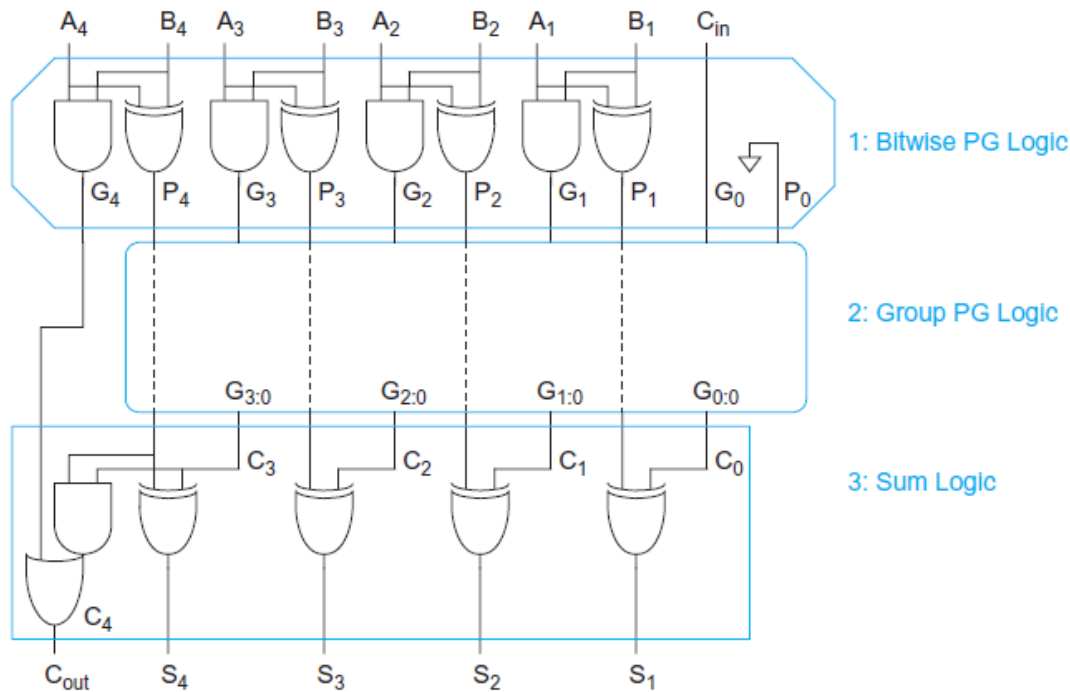 A4 B4 A3 B3 A2 B2 A1 B1 Cin
1: Bitwise PG Logic
G4 P4 G3 P3 G2 P2 G1 P1 G0 P0
2: Group PG Logic
G3:0 G2:0 G1:0 G0:0
C3 C2 C1 C0
3: Sum Logic
C4
Cout S4 S3 S2 S1